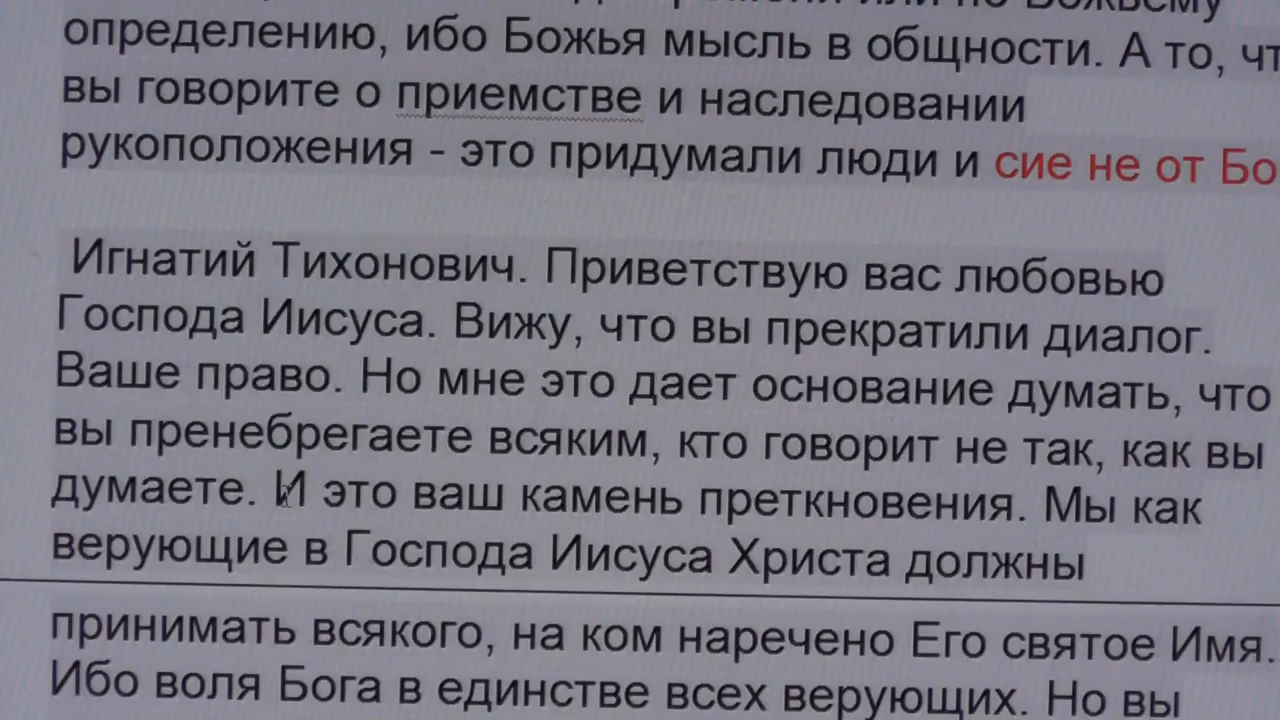 или по Божьему
определению, ибо Божья мысль в общности. А то,
вы говорите о приемстве и наследовании
рукоположения - это придумали люди и сие не от
Игнатий Тихонович. Приветствую вас любовью
Господа Иисуса. Вижу, что вы прекратили диалог.
Ваше право. Но мне это дает основание думать, что
вы пренебрегаете всяким, кто говорит не так, как вы
думаете. И это ваш камень преткновения. Мы как
верующие в Господа Иисуса Христа должны
принимать всякого, на ком наречено Его святое Имя.
Ибо воля Бога в единстве всех верующих. Но вы